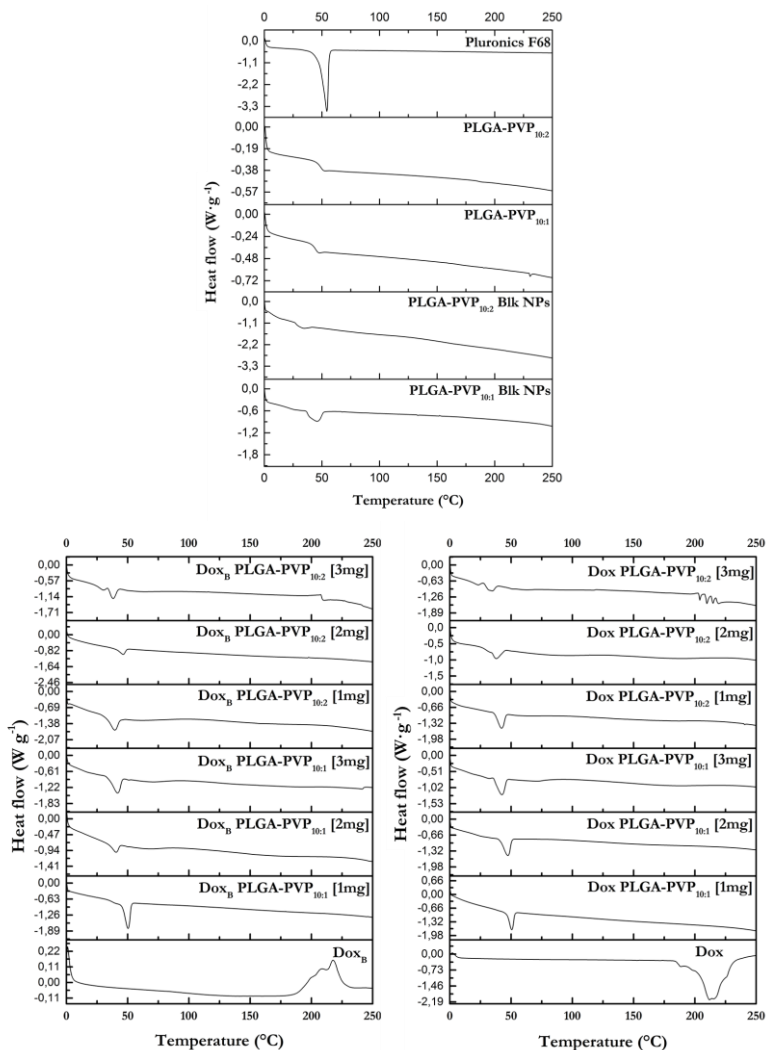 0 50 100 150 200 250
Pluronics F68
0,0
-1,1
-2,2
-3,3
PLGA-PVP10:2
0,00
-0,19
-0,38
-0,57
PLGA-PVP10:1
0,00
-0,24
-0,48
-0,72
PLGA-PVP10:2 Blk NPs
0,0
-1,1
-2,2
-3,3
PLGA-PVP10:1 Blk NPs
0,0
-0,6
-1,2
-1,8
Heat flow (W·g-1)
0 50 100 150 200 250
Temperature (°C)
0 50 100 150 200 250
DoxB PLGA-PVP10:2 [3mg]
0,00
-0,57
-1,14
-1,71
DoxB PLGA-PVP10:2 [2mg]
0,00
-0,82
-1,64
-2,46
DoxB PLGA-PVP10:2 [1mg]
0,00
-0,69
-1,38
-2,07
DoxB PLGA-PVP10:1 [3mg]
0,00
-0,61
-1,22
-1,83
DoxB PLGA-PVP10:1 [2mg]
0,00
-0,47
-0,94
-1,41
DoxB PLGA-PVP10:1 [1mg]
0,00
-0,63
-1,26
-1,89
DoxB
0,22
0,11
0,00
-0,11
Heat flow (W g-1)
0 50 100 150 200 250
Temperature (°C)
0 50 100 150 200 250
Dox PLGA-PVP10:2 [3mg]
0,00
-0,63
-1,26
-1,89
Dox PLGA-PVP10:2 [2mg]
0,0
-0,5
-1,0
-1,5
Dox PLGA-PVP10:2 [1mg]
0,00
-0,66
-1,32
-1,98
Dox PLGA-PVP10:1 [3mg]
0,00
-0,51
-1,02
-1,53
Dox PLGA-PVP10:1 [2mg]
0,00
-0,66
-1,32
-1,98
Dox PLGA-PVP10:1 [1mg]
0,66
0,00
-0,66
-1,32
-1,98
Dox
0,00
-0,73
-1,46
-2,19
Heat flow (W·g-1)
0 50 100 150 200 250
Temperature (°C)